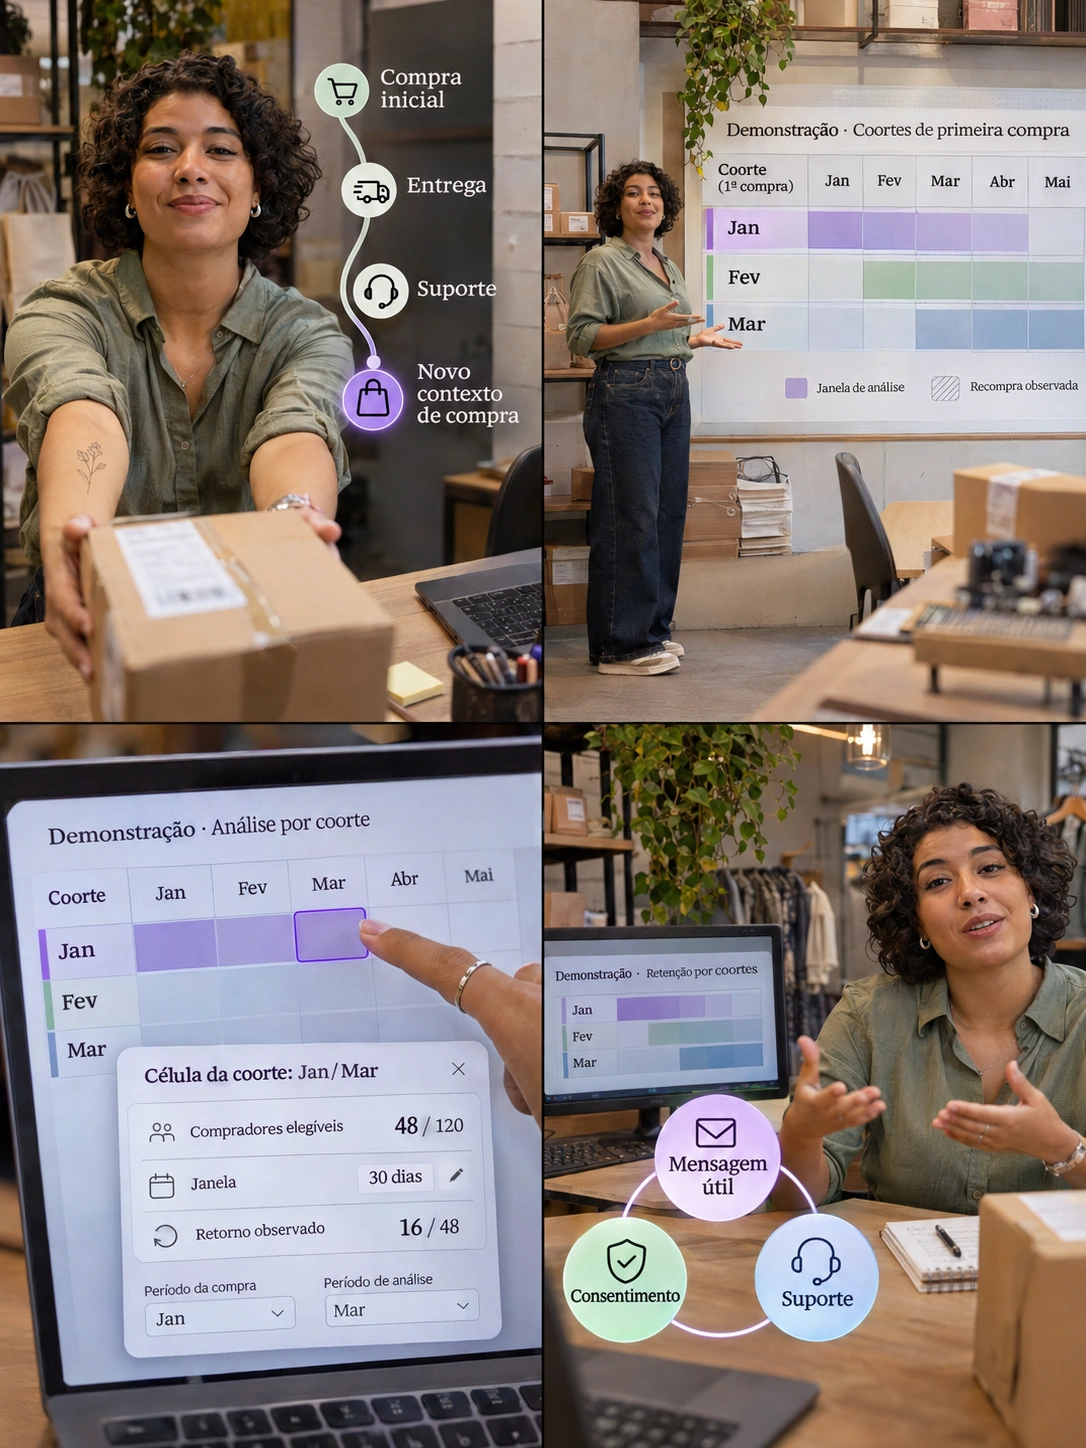 Compra
inicial
Entrega
Suporte
Novo
contexto
de compra
Demonstração · Coortes de primeira compra
Coorte
(1ª compra)
Jan
Fev
Mar
Abr
Mai
Jan
Fev
Mar
Janela de análise
Recompra observada
Demonstração · Análise por coorte
Coorte
Jan
Fev
Mar
Abr
Mai
Jan
Fev
Mar
Célula da coorte: Jan/Mar
Compradores elegíveis 48 / 120
Janela 30 dias
Retorno observado 16 / 48
Período da compra
Jan
Período de análise
Mar
Demonstração · Retenção por coortes
Jan
Fev
Mar
Mensagem
útil
Consentimento
Suporte